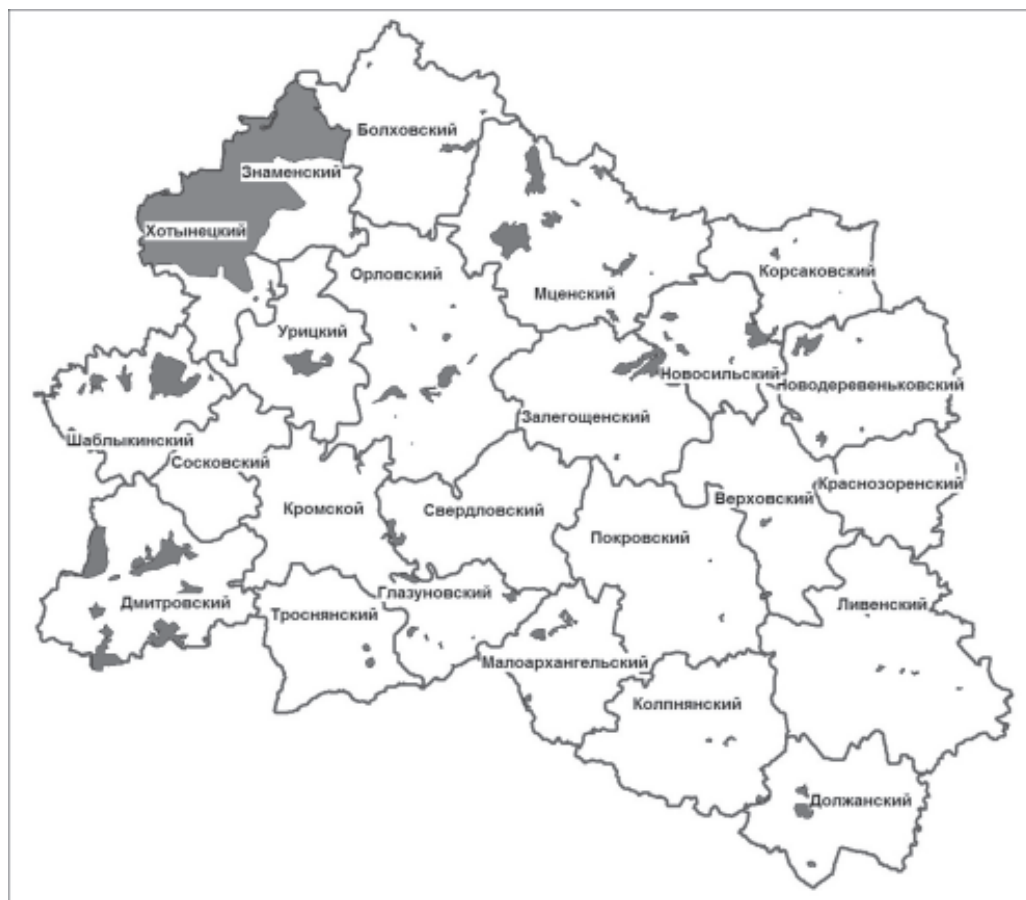 Болховский
Знаменский
Хотынецкий
Орловский
Корсаковский
Мценский
Урицкий
Новосильский
Новодеревеньковский
Залегощенский
Шаблыкинский
Сосковский
Краснозоренский
Верховский
Кромской
Свердловский
Покровский
Глазуновский
Дмитровский
Ливенский
Троснянский
Малоархангельский
Колпнянский
Должанский